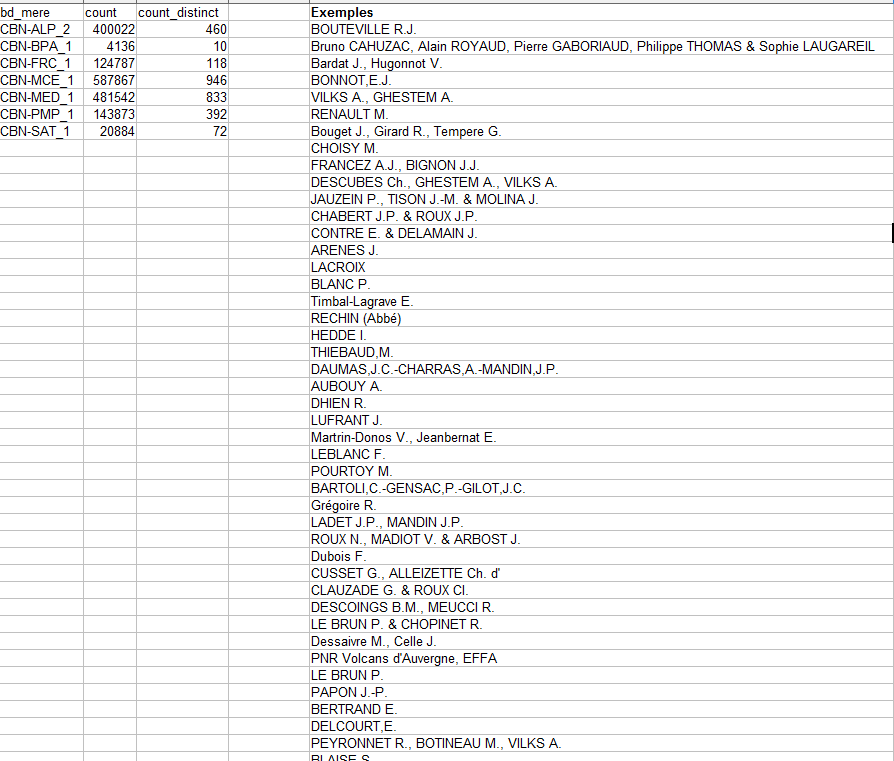 bd_mere count count_distinct Exemples
CBN-ALP_2 400022 460 BOUTEVILLE R.J.
CBN-BPA_1 4136 10 Bruno CAHUZAC, Alain ROYAUD, Pierre GABORIAUD, Philippe THOMAS & Sophie LAUGAREIL
CBN-FRC_1 124787 118 Bardat J., Hugonnot V.
CBN-MCE_1 587867 946 BONNOT,E.J.
CBN-MED_1 481542 833 VILKS A., GHESTEM A.
CBN-PMP_1 143873 392 RENAULT M.
CBN-SAT_1 20884 72 Bouget J., Girard R., Tempere G.
CHOISY M.
FRANCEZ A.J., BIGNON J.J.
DESCUBES Ch., GHESTEM A., VILKS A.
JAUZEIN P., TISON J.-M. & MOLINA J.
CHABERT J.P. & ROUX J.P.
CONTRE E. & DELAMAIN J.
ARENES J.
LACROIX
BLANC P.
Timbal-Lagrave E.
RECHIN (Abbé)
HEDDE I.
THIEBAUD,M.
DAUMAS,J.C.-CHARRAS,A.-MANDIN,J.P.
AUBOUY A.
DHIEN R.
LUFRANT J.
Martrin-Donos V., Jeanbernat E.
LEBLANC F.
POURTOY M.
BARTOLI,C.-GENSAC,P.-GILOT,J.C.
Grégoire R.
LADET J.P., MANDIN J.P.
ROUX N., MADIOT V. & ARBOST J.
Dubois F.
CUSSET G., ALLEIZETTE Ch. d'
CLAUZADE G. & ROUX Cl.
DESCOINGS B.M., MEUCCI R.
LE BRUN P. & CHOPINET R.
Dessaivre M., Celle J.
PNR Volcans d'Auvergne, EFFA
LE BRUN P.
PAPON J.-P.
BERTRAND E.
DELCOURT,E.
PEYRONNET R., BOTINEAU M., VILKS A.
BLAISE S.